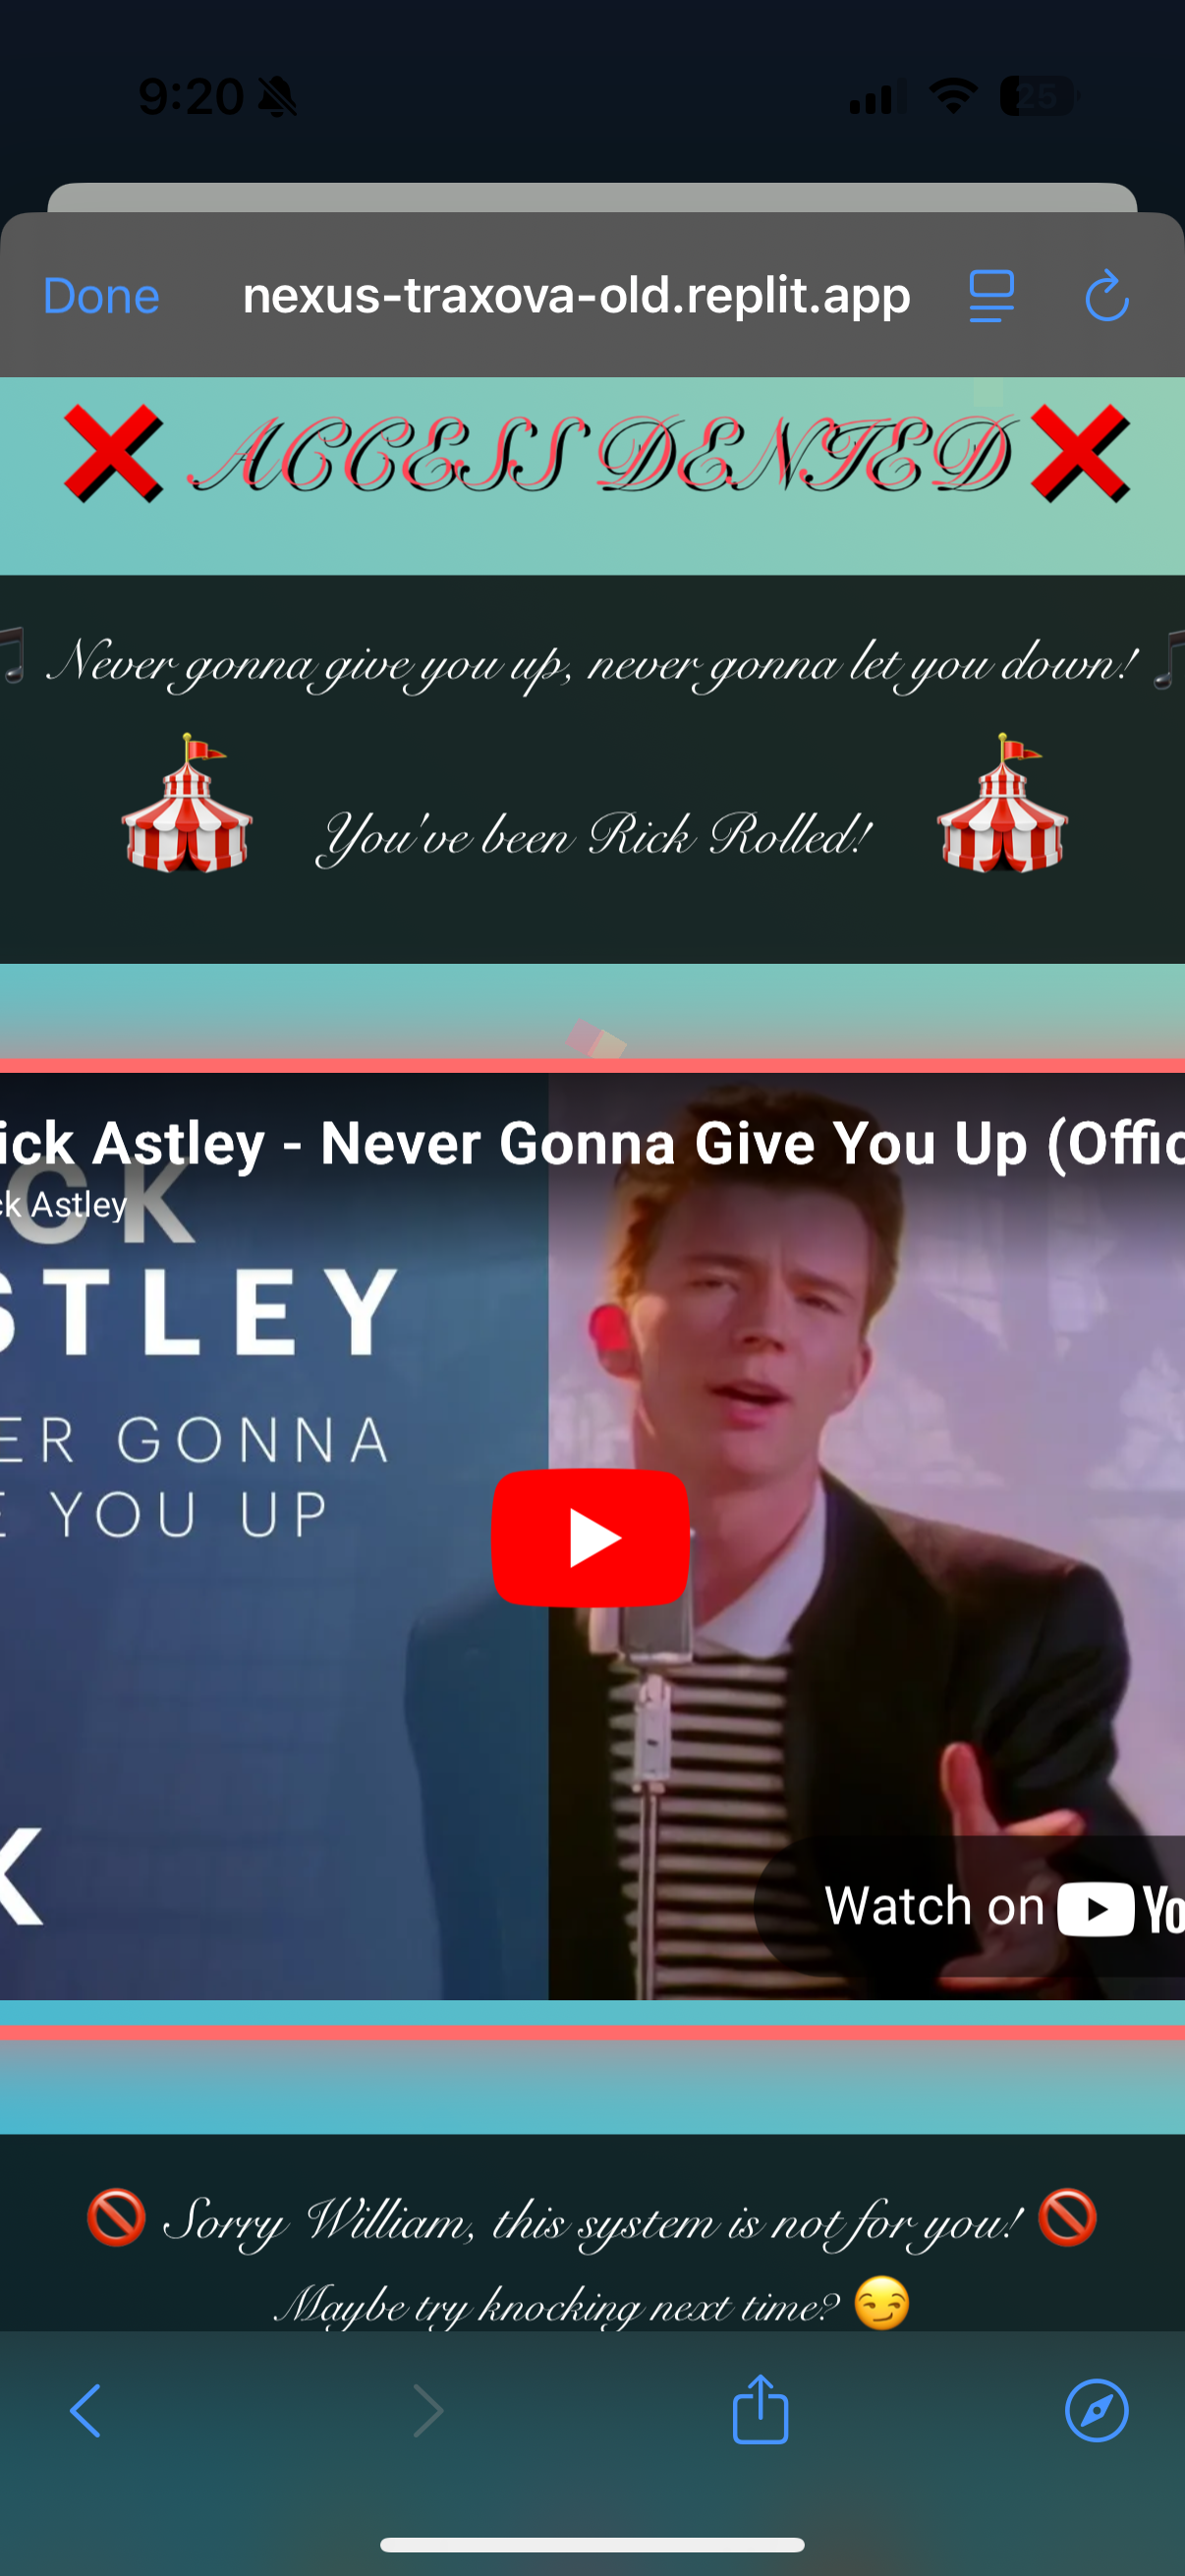 9:20
25
Done nexus-traxova-old.replit.app
❌ ACCESS DENIED ❌
🎵 Never gonna give you up, never gonna let you down! 🎵
🎪 You've been Rick Rolled! 🎪
ick Astley - Never Gonna Give You Up (Offic
ck Astley
CK
STLEY
ER GONNA
E YOU UP
K
Watch on Yo
🚫 Sorry William, this system is not for you! 🚫
Maybe try knocking next time? 😏